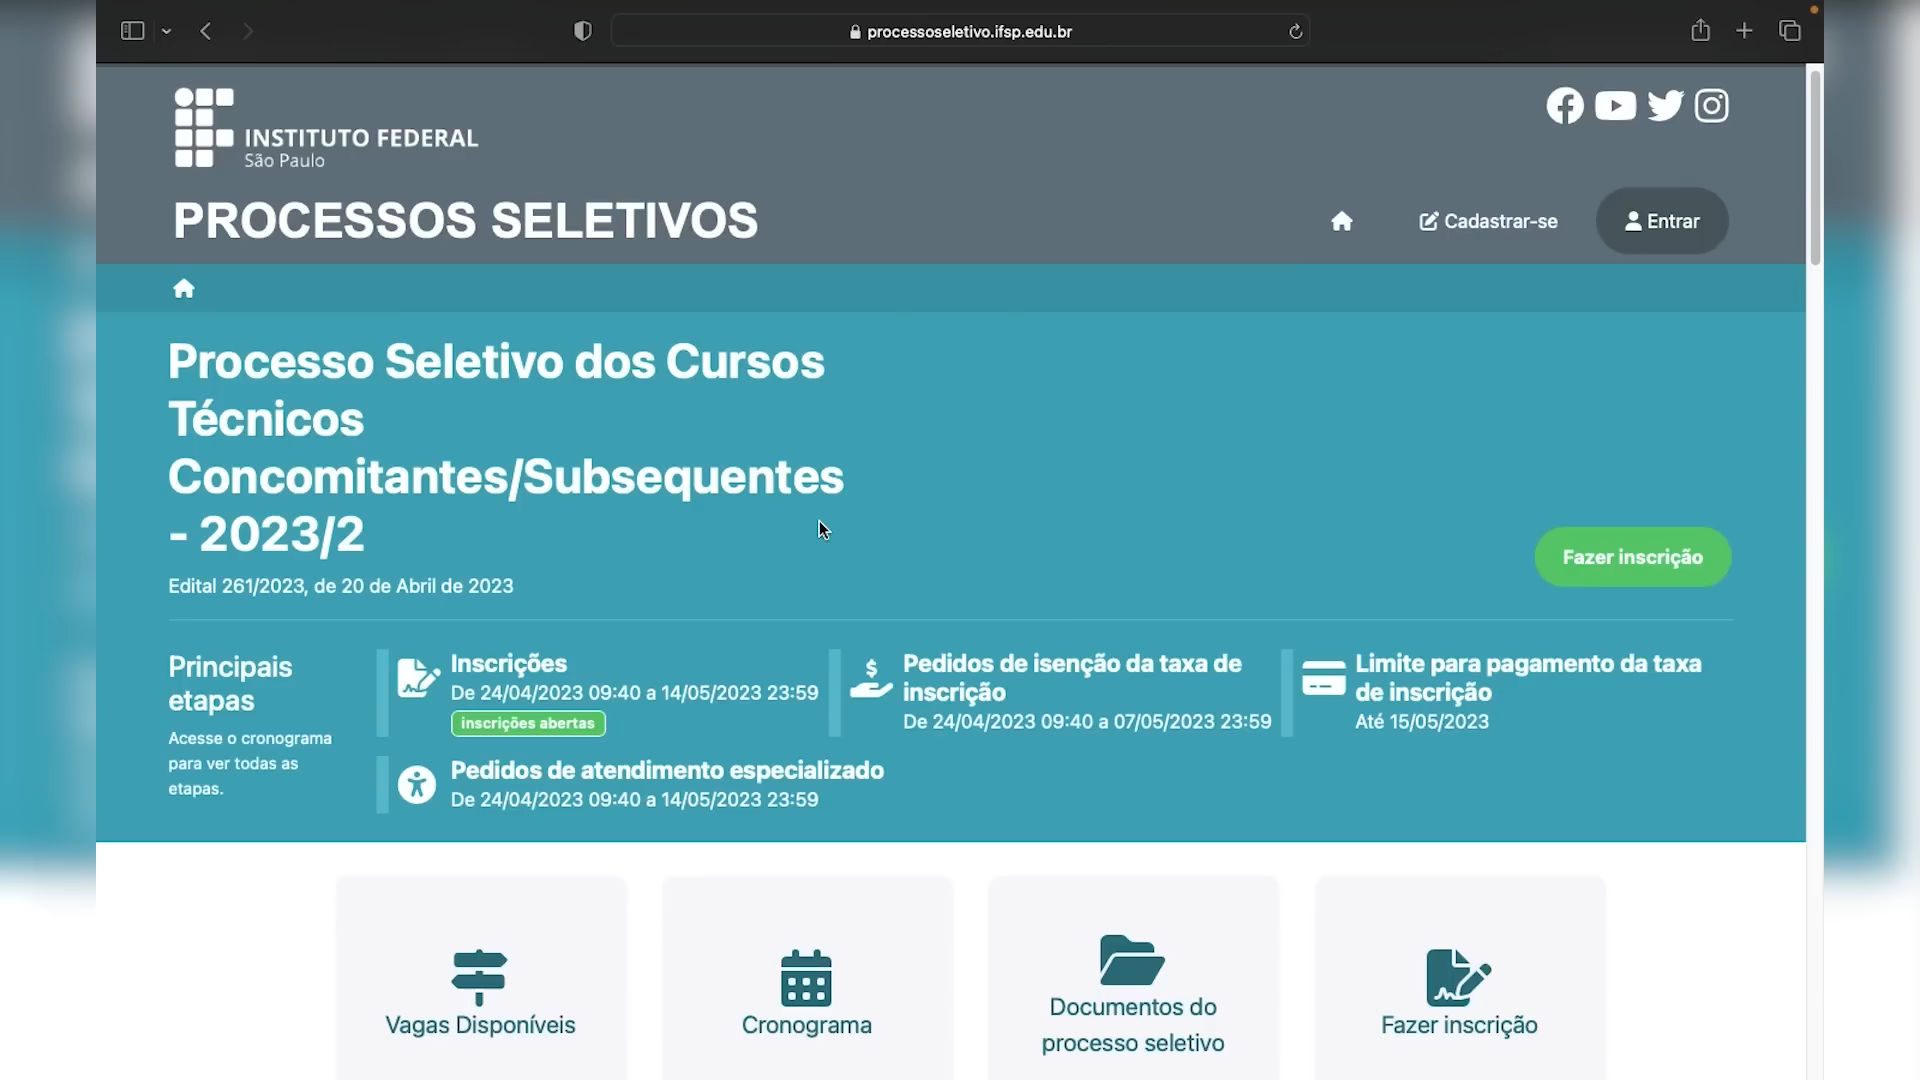 processoseletivo.ifsp.edu.br
INSTITUTO FEDERAL
São Paulo
PROCESSOS SELETIVOS
Cadastrar-se
Entrar
Processo Seletivo dos Cursos
Técnicos
Concomitantes/Subsequentes
- 2023/2
Edital 261/2023, de 20 de Abril de 2023
Fazer inscrição
Principais
etapas
Acesse o cronograma
para ver todas as
etapas.
Inscrições
De 24/04/2023 09:40 a 14/05/2023 23:59
inscrições abertas
Pedidos de isenção da taxa de
inscrição
De 24/04/2023 09:40 a 07/05/2023 23:59
Limite para pagamento da taxa
de inscrição
Até 15/05/2023
Pedidos de atendimento especializado
De 24/04/2023 09:40 a 14/05/2023 23:59
Vagas Disponíveis
Cronograma
Documentos do
processo seletivo
Fazer inscrição